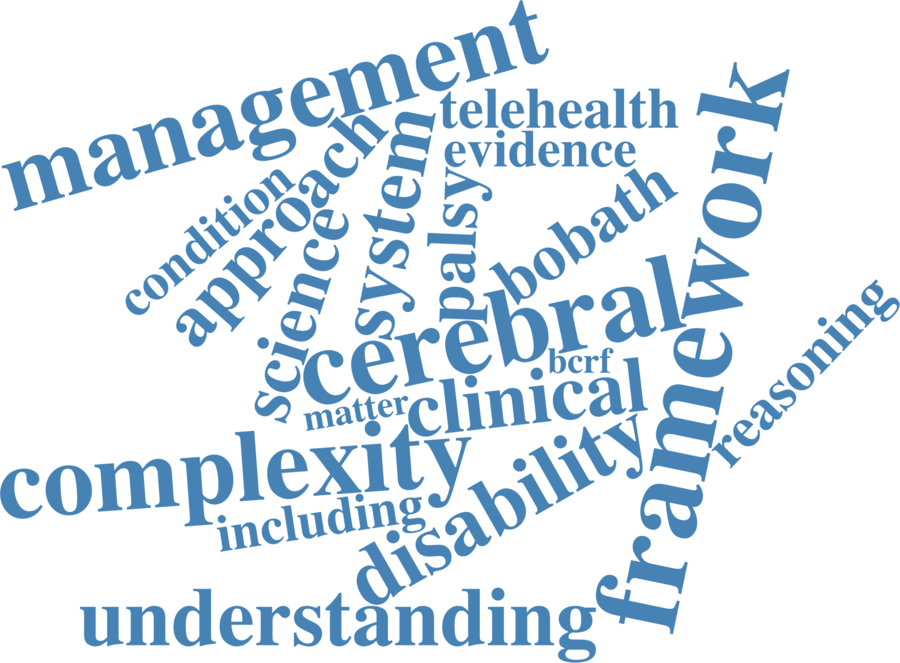 management
telehealth
evidence
framework
condition
approach
science
system
palsy
bobath
cerebral
bcrf
reasoning
matter
clinical
complexity
including
disability
understanding